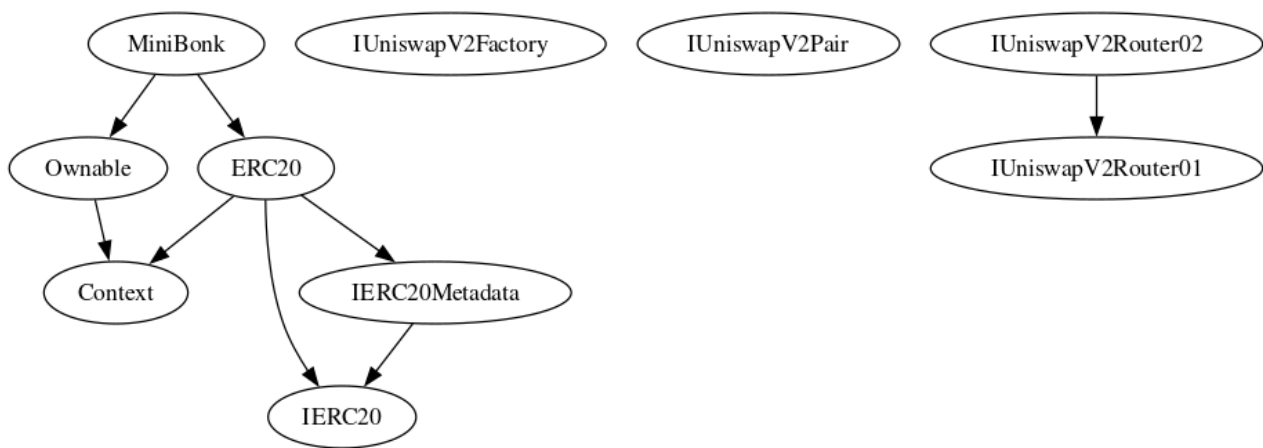 MiniBonk
IUniswapV2Factory
IUniswapV2Pair
IUniswapV2Router02
Ownable
ERC20
IUniswapV2Router01
Context
IERC20Metadata
IERC20